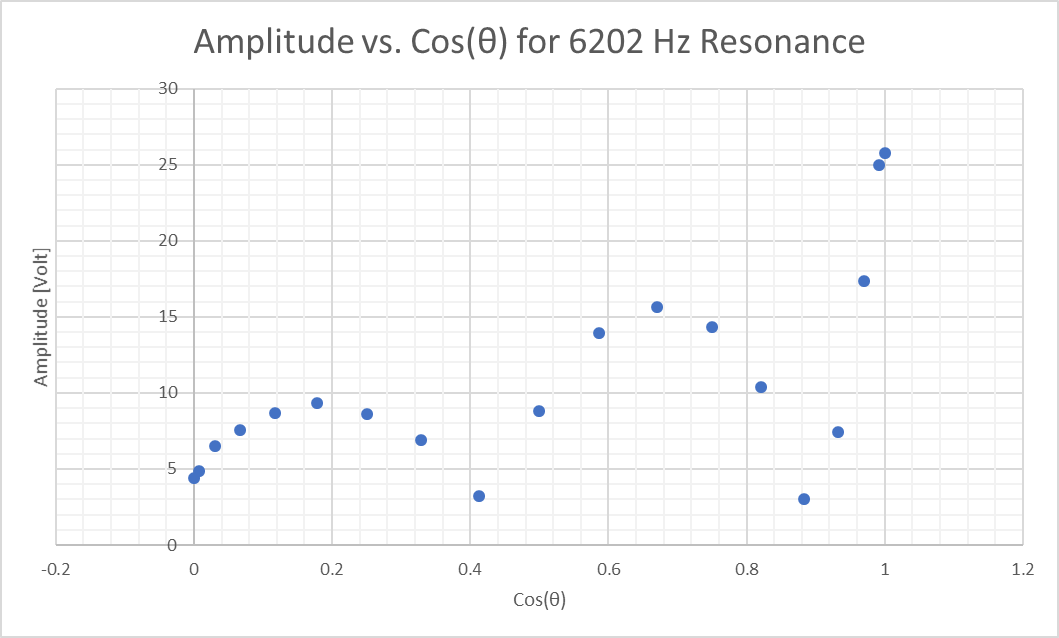 Amplitude vs. Cos(θ) for 6202 Hz Resonance
30
25
20
15
10
5
0
Amplitude [Volt]
-0.2 0 0.2 0.4 0.6 0.8 1 1.2
Cos(θ)